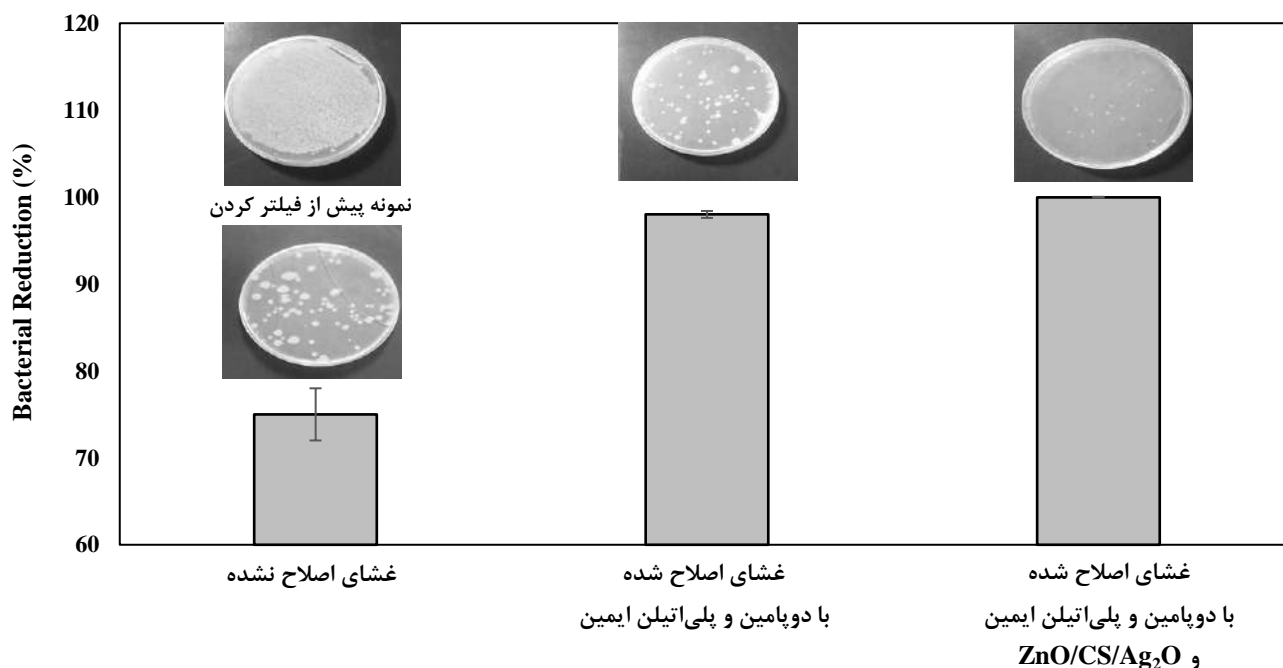 120
110
100
90
80
70
60
Bacterial Reduction (%)
نمونه پیش از فیلتر کردن
غشای اصلاح نشده
غشای اصلاح شده
با دوپامین و پلی‌اتیلن ایمین
غشای اصلاح شده
با دوپامین و پلی‌اتیلن ایمین
و ZnO/CS/Ag₂O